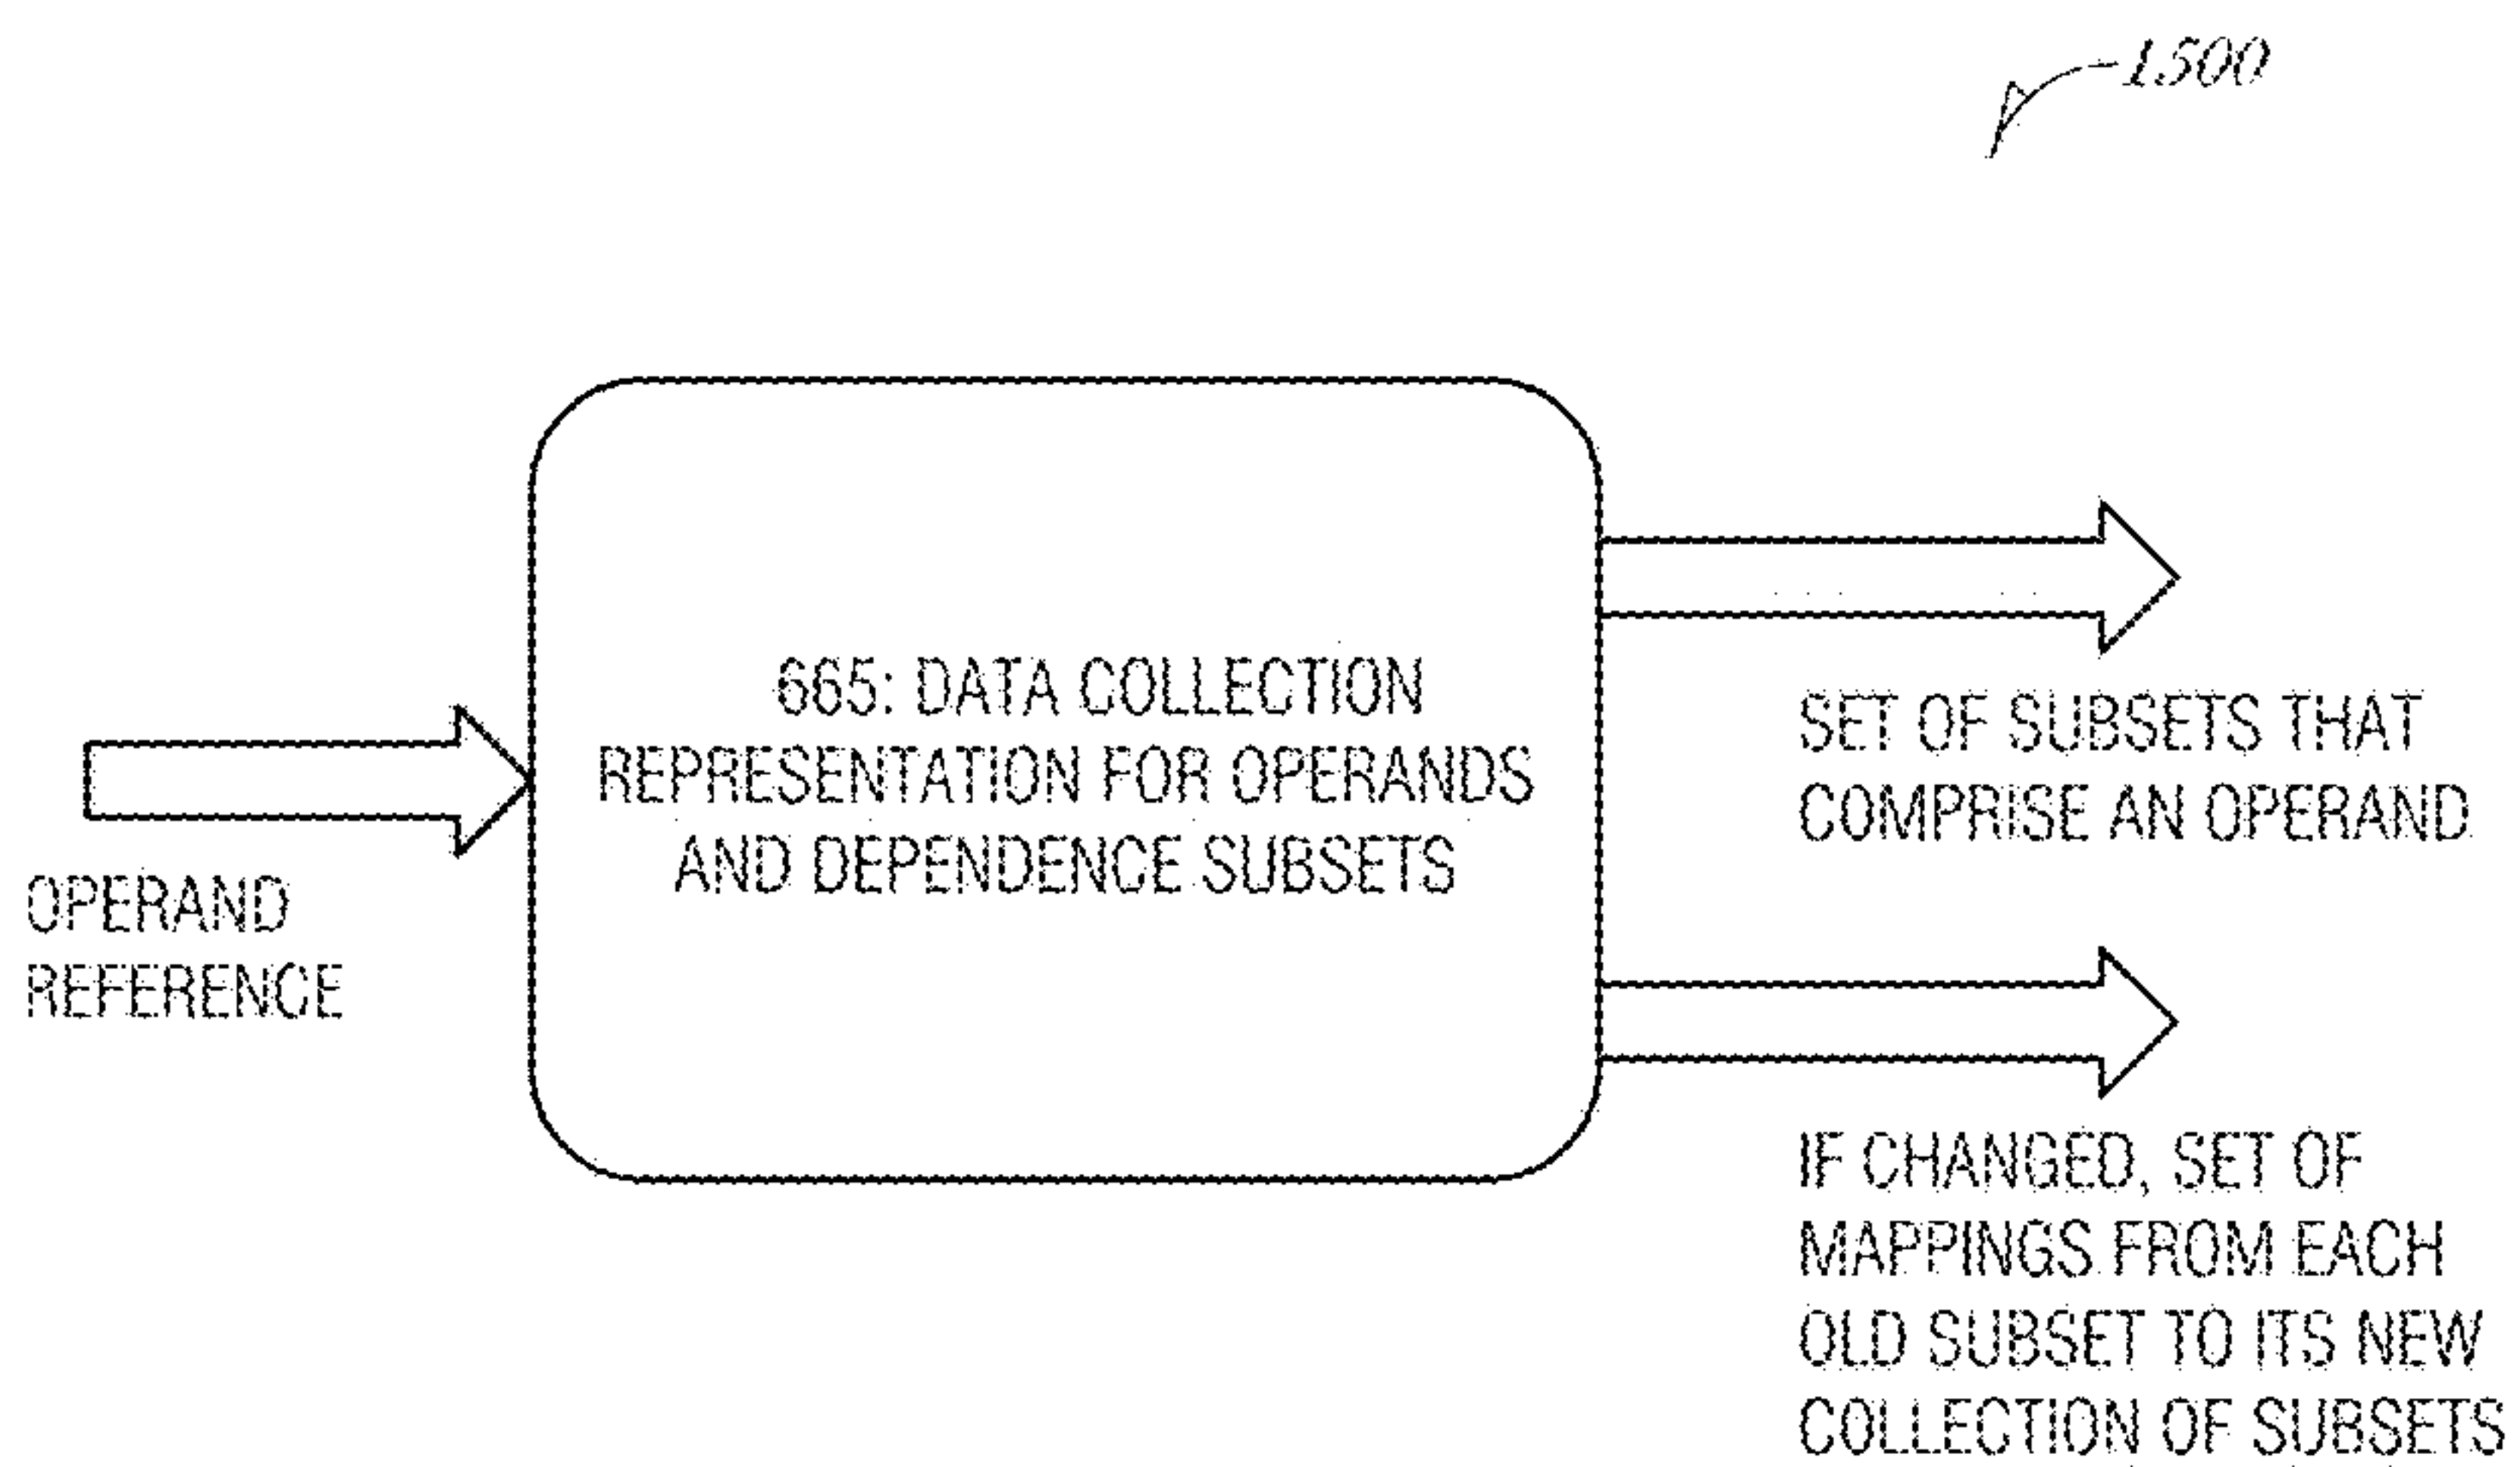 1500
665: DATA COLLECTION
REPRESENTATION FOR OPERANDS
AND DEPENDENCE SUBSETS
OPERAND
REFERENCE
SET OF SUBSETS THAT
COMPRISE AN OPERAND
IF CHANGED, SET OF
MAPPINGS FROM EACH
OLD SUBSET TO ITS NEW
COLLECTION OF SUBSETS